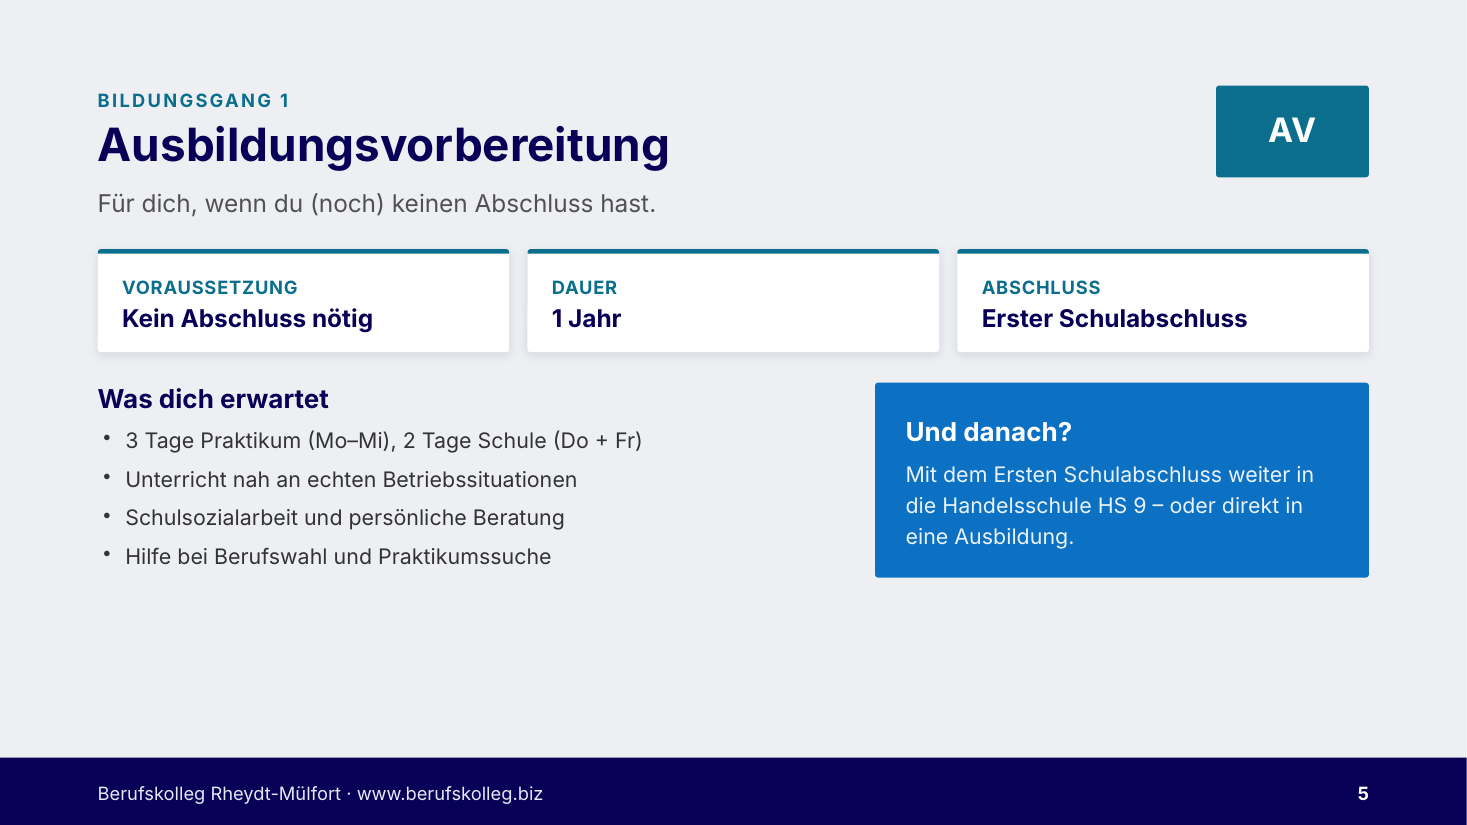 BILDUNGSGANG 1
Ausbildungsvorbereitung
Für dich, wenn du (noch) keinen Abschluss hast.
AV
VORAUSSETZUNG
Kein Abschluss nötig
DAUER
1 Jahr
ABSCHLUSS
Erster Schulabschluss
Was dich erwartet
• 3 Tage Praktikum (Mo–Mi), 2 Tage Schule (Do + Fr)
• Unterricht nah an echten Betriebssituationen
• Schulsozialarbeit und persönliche Beratung
• Hilfe bei Berufswahl und Praktikumssuche
Und danach?
Mit dem Ersten Schulabschluss weiter in
die Handelsschule HS 9 – oder direkt in
eine Ausbildung.
Berufskolleg Rheydt-Mülfort · www.berufskolleg.biz
5